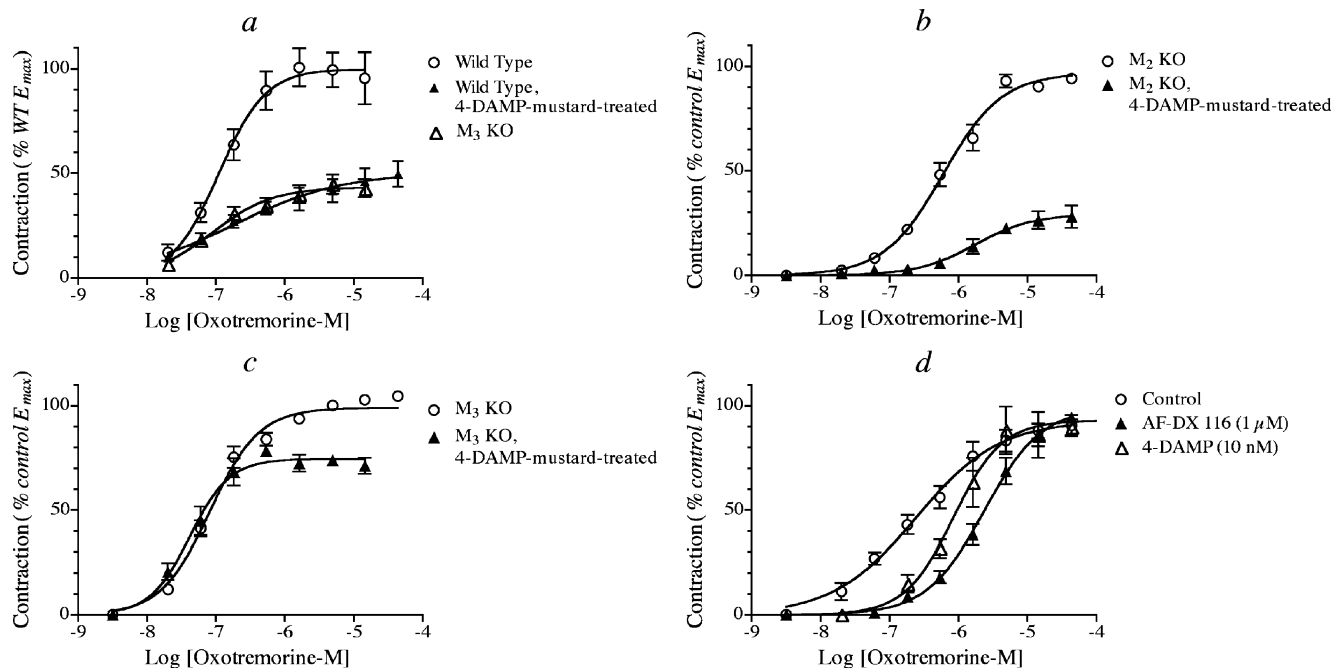 a
Contraction (% WT Emax)
100
50
0
-9 -8 -7 -6 -5 -4
Log [Oxotremorine-M]
Wild Type
Wild Type,
4-DAMP-mustard-treated
M3 KO
b
Contraction (% control Emax)
100
50
0
-9 -8 -7 -6 -5 -4
Log [Oxotremorine-M]
M2 KO
M2 KO,
4-DAMP-mustard-treated
c
Contraction (% control Emax)
100
50
0
-9 -8 -7 -6 -5 -4
Log [Oxotremorine-M]
M3 KO
M3 KO,
4-DAMP-mustard-treated
d
Contraction (% control Emax)
100
50
0
-9 -8 -7 -6 -5 -4
Log [Oxotremorine-M]
Control
AF-DX 116 (1 µM)
4-DAMP (10 nM)